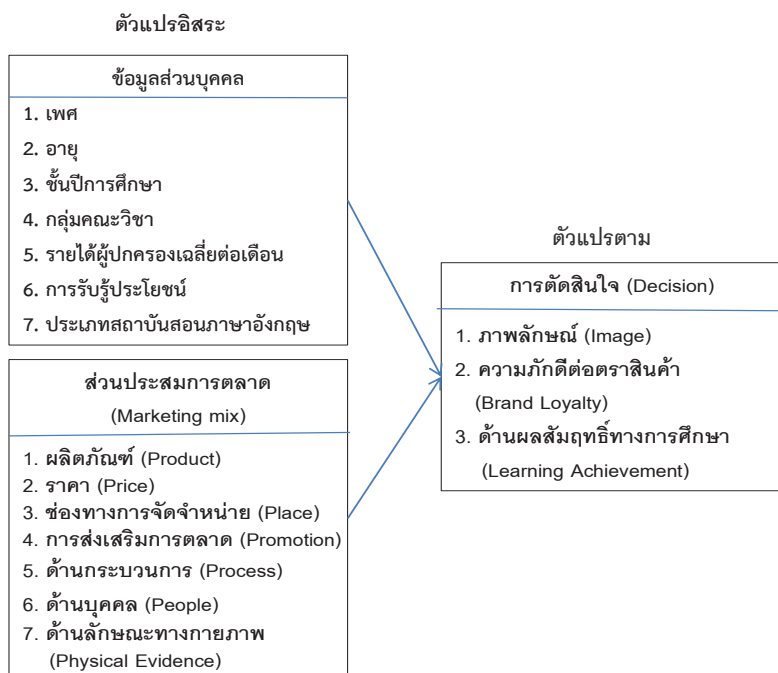 ตัวแปรอิสระ
ข้อมูลส่วนบุคคล
1. เพศ
2. อายุ
3. ชั้นปีการศึกษา
4. กลุ่มคณะวิชา
5. รายได้ผู้ปกครองเฉลี่ยต่อเดือน
6. การรับรู้ประโยชน์
7. ประเภทสถาบันสอนภาษาอังกฤษ
ส่วนประสมการตลาด
(Marketing mix)
1. ผลิตภัณฑ์ (Product)
2. ราคา (Price)
3. ช่องทางการจัดจำหน่าย (Place)
4. การส่งเสริมการตลาด (Promotion)
5. ด้านกระบวนการ (Process)
6. ด้านบุคคล (People)
7. ด้านลักษณะทางกายภาพ
(Physical Evidence)
ตัวแปรตาม
การตัดสินใจ (Decision)
1. ภาพลักษณ์ (Image)
2. ความภักดีต่อตราสินค้า
(Brand Loyalty)
3. ด้านผลสัมฤทธิ์ทางการศึกษา
(Learning Achievement)